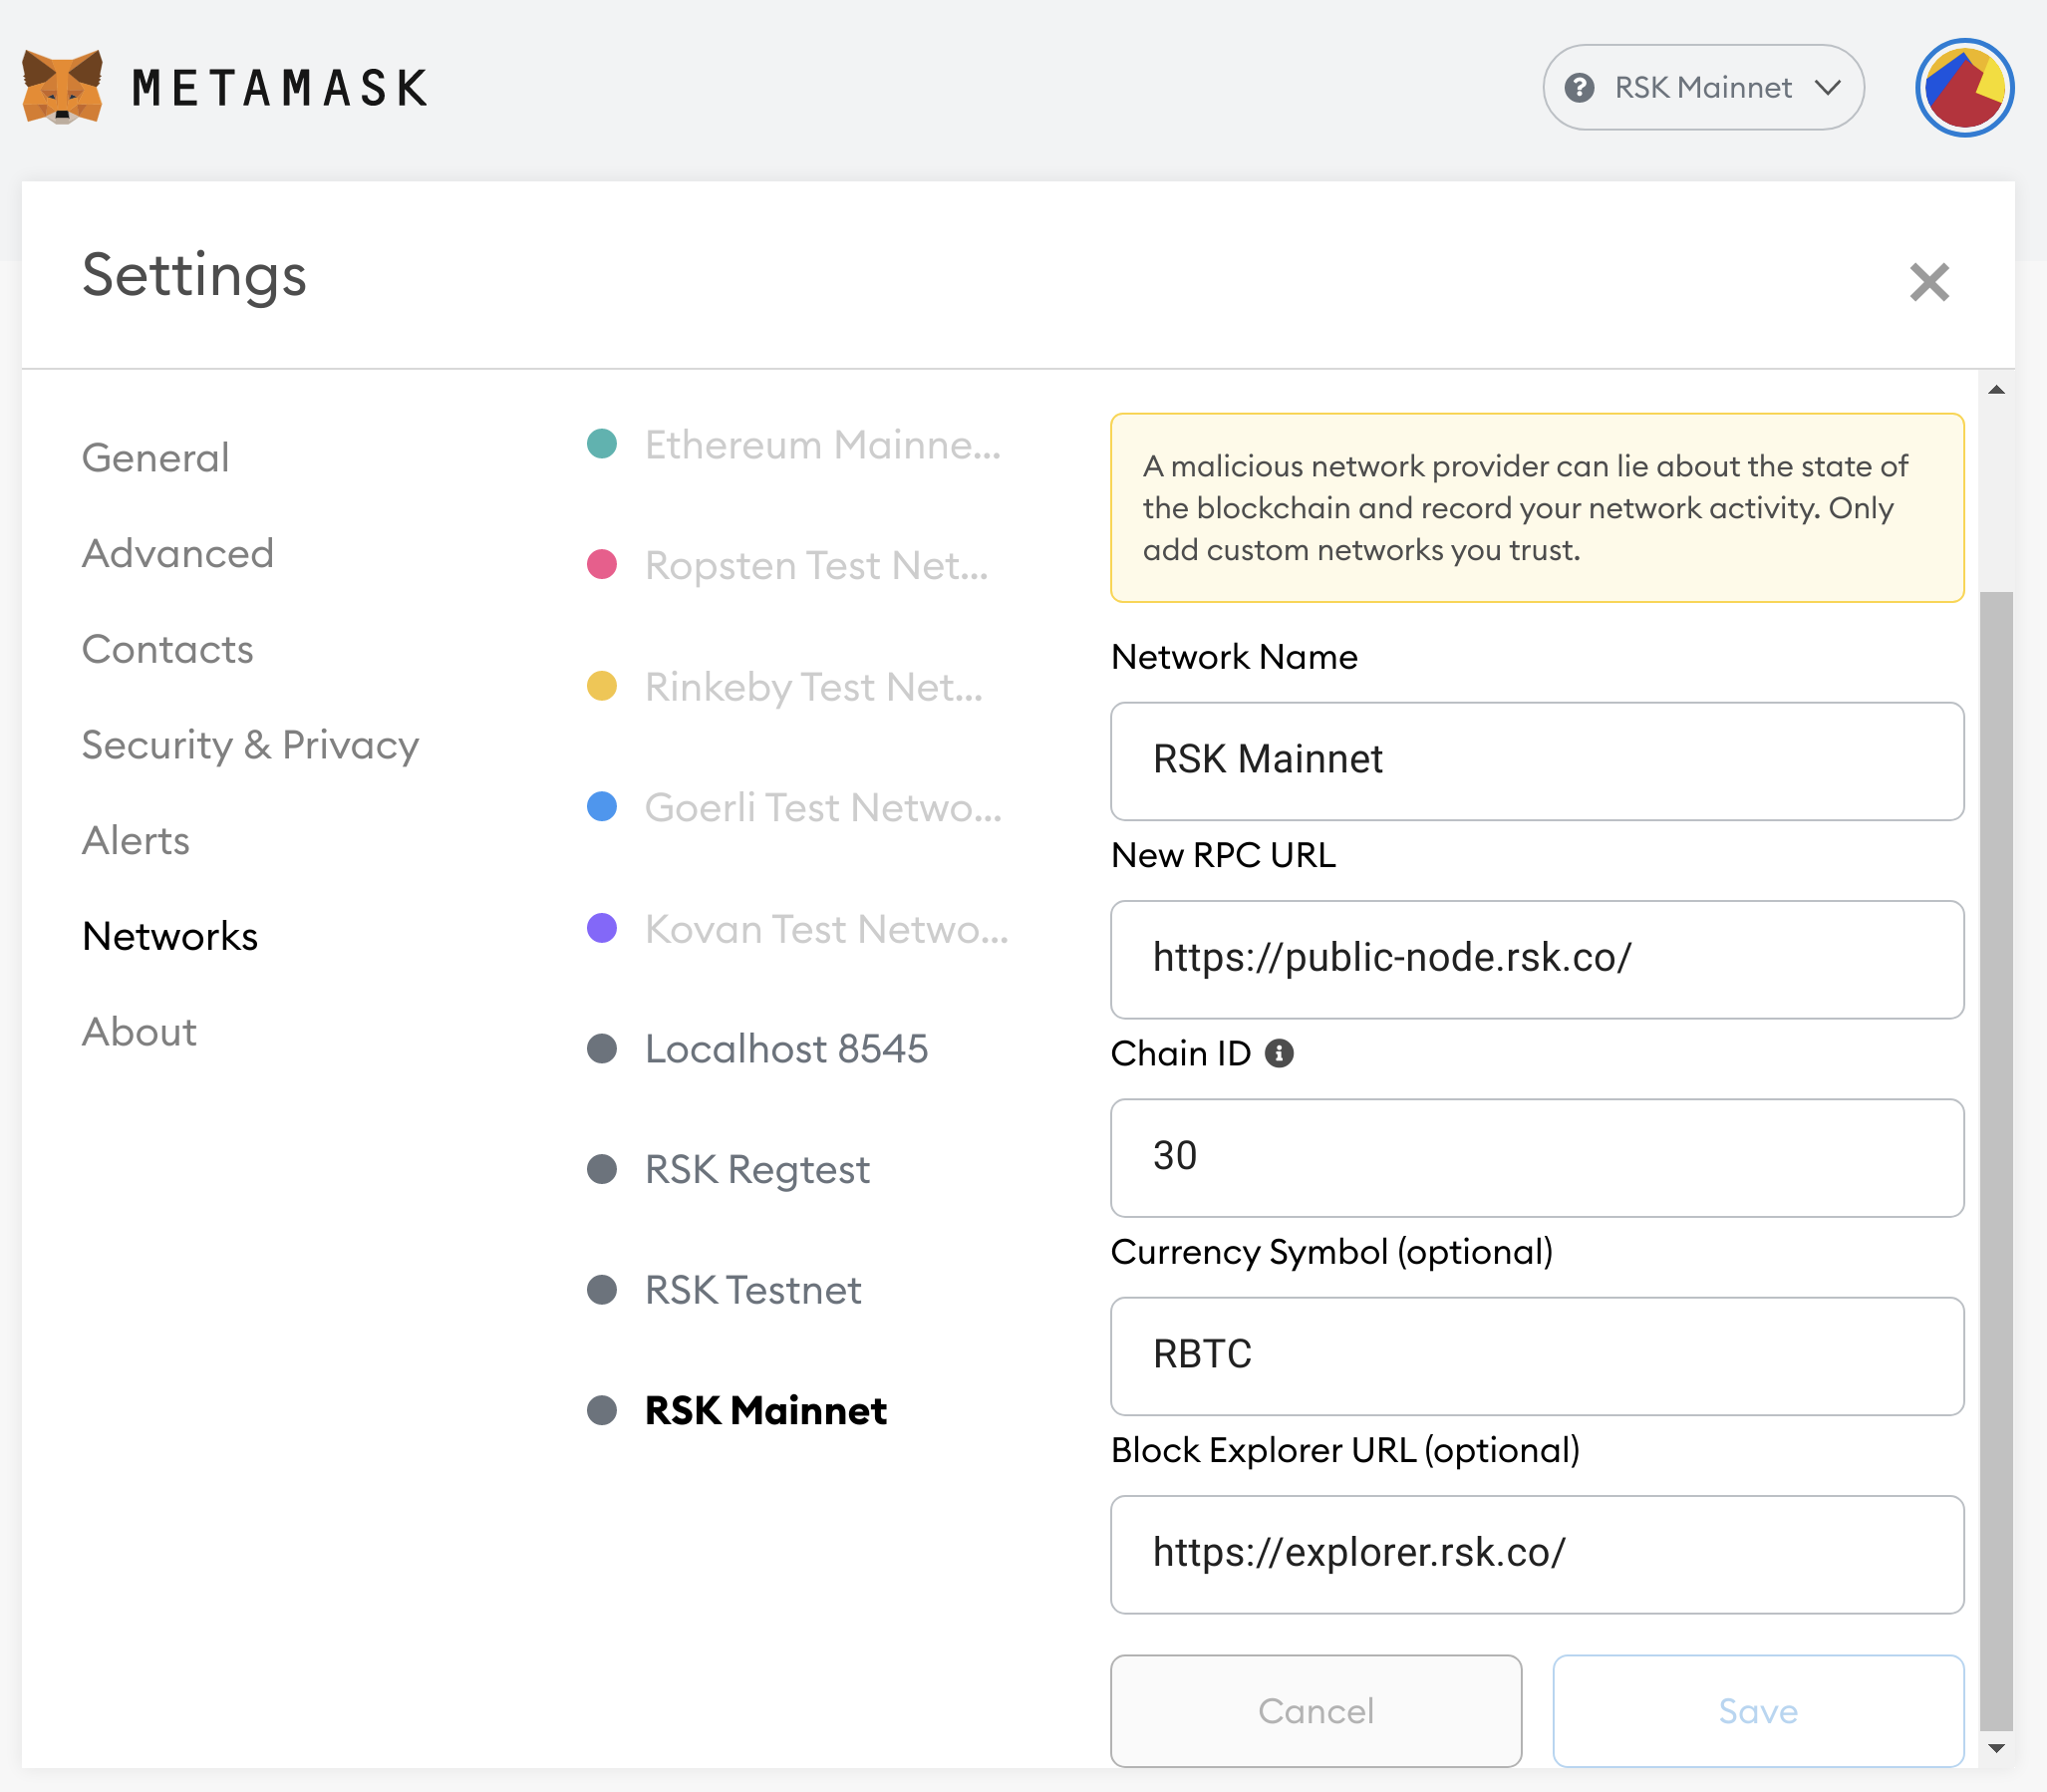 METAMASK
RSK Mainnet
Settings
General
Advanced
Contacts
Security & Privacy
Alerts
Networks
About
Ethereum Mainne...
Ropsten Test Net...
Rinkeby Test Net...
Goerli Test Netwo...
Kovan Test Netwo...
Localhost 8545
RSK Regtest
RSK Testnet
RSK Mainnet
A malicious network provider can lie about the state of
the blockchain and record your network activity. Only
add custom networks you trust.
Network Name
RSK Mainnet
New RPC URL
https://public-node.rsk.co/
Chain ID
30
Currency Symbol (optional)
RBTC
Block Explorer URL (optional)
https://explorer.rsk.co/
Cancel
Save